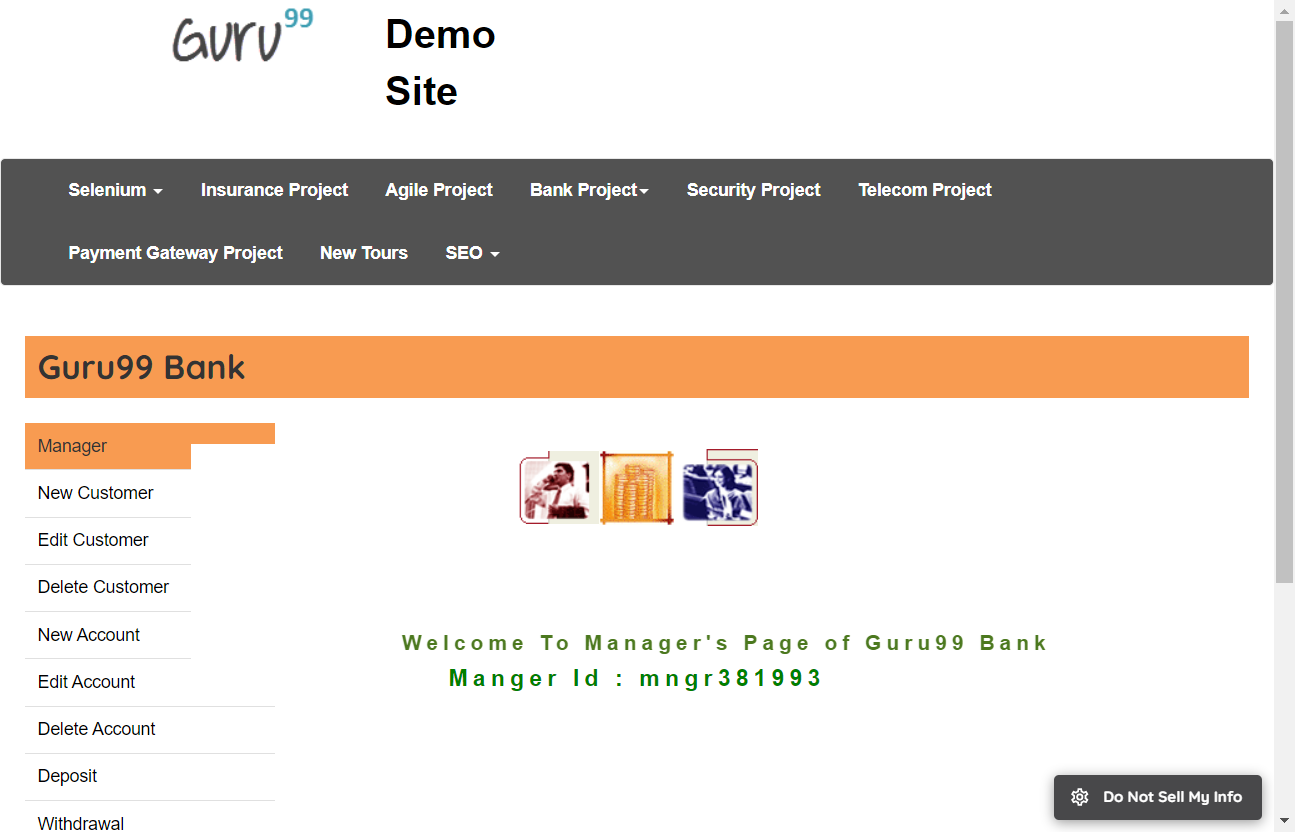 Guru99
Demo
Site
Selenium
Insurance Project
Agile Project
Bank Project
Security Project
Telecom Project
Payment Gateway Project
New Tours
SEO
Guru99 Bank
Manager
New Customer
Edit Customer
Delete Customer
New Account
Edit Account
Delete Account
Deposit
Withdrawal
Welcome To Manager's Page of Guru99 Bank
Manger Id : mngr381993
Do Not Sell My Info